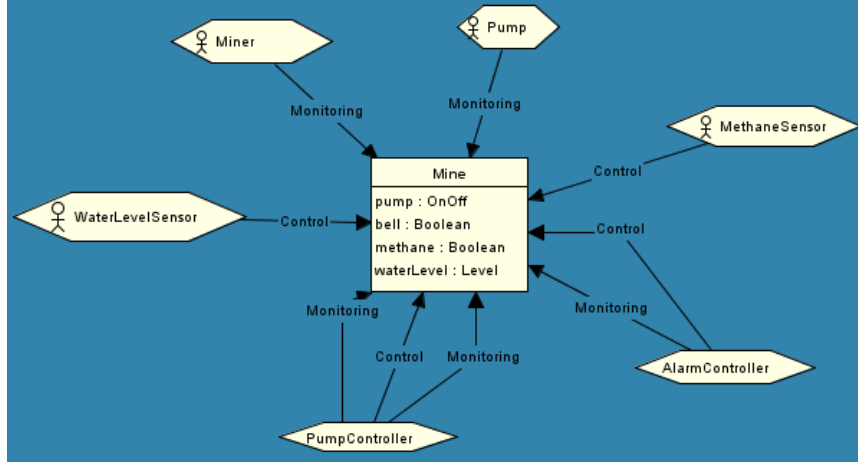 Miner
Pump
Monitoring
Monitoring
MethaneSensor
Mine
Control
pump : OnOff
WaterLevelSensor
Control
bell : Boolean
Control
methane : Boolean
waterLevel : Level
Monitoring
Monitoring
Control
Monitoring
AlarmController
PumpController